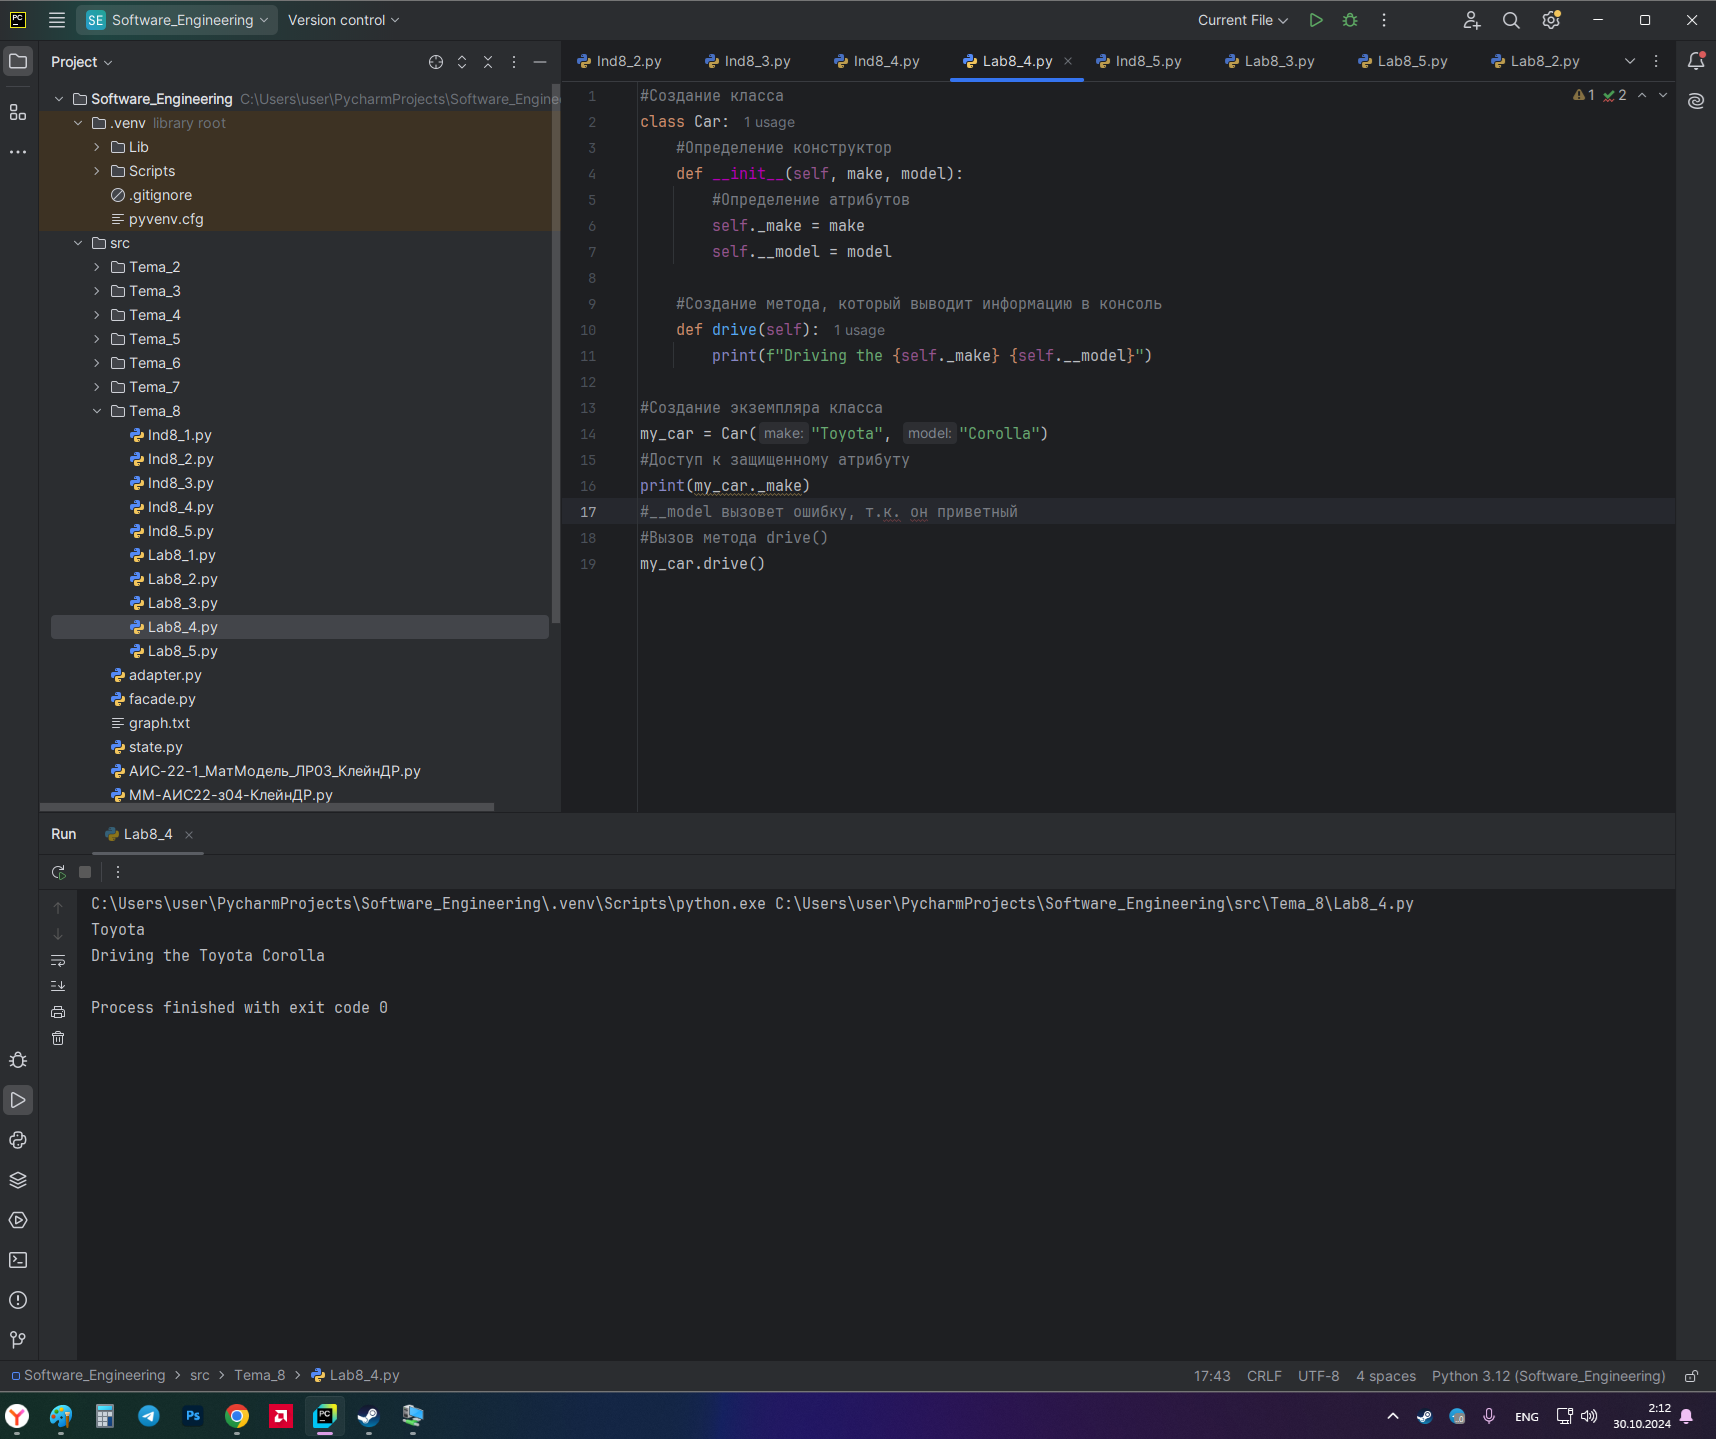 PC
SE Software_Engineering Version control Current File
Project
Software_Engineering C:\Users\user\PycharmProjects\Software_Engine
.venv library root
Lib
Scripts
.gitignore
pyvenv.cfg
src
Tema_2
Tema_3
Tema_4
Tema_5
Tema_6
Tema_7
Tema_8
Ind8_1.py
Ind8_2.py
Ind8_3.py
Ind8_4.py
Ind8_5.py
Lab8_1.py
Lab8_2.py
Lab8_3.py
Lab8_4.py
Lab8_5.py
adapter.py
facade.py
graph.txt
state.py
АИС-22-1_МатМодель_ЛР03_КлейнДР.py
ММ-АИС22-з04-КлейнДР.py
Ind8_2.py Ind8_3.py Ind8_4.py Lab8_4.py Ind8_5.py Lab8_3.py Lab8_5.py Lab8_2.py
1 2
1 #Создание класса
2 class Car: 1 usage
3 #Определение конструктор
4 def __init__(self, make, model):
5 #Определение атрибутов
6 self._make = make
7 self.__model = model
8
9 #Создание метода, который выводит информацию в консоль
10 def drive(self): 1 usage
11 print(f"Driving the {self._make} {self.__model}")
12
13 #Создание экземпляра класса
14 my_car = Car( make: "Toyota", model: "Corolla")
15 #Доступ к защищенному атрибуту
16 print(my_car._make)
17 #__model вызовет ошибку, т.к. он приветный
18 #Вызов метода drive()
19 my_car.drive()
Run Lab8_4
C:\Users\user\PycharmProjects\Software_Engineering\.venv\Scripts\python.exe C:\Users\user\PycharmProjects\Software_Engineering\src\Tema_8\Lab8_4.py
Toyota
Driving the Toyota Corolla
Process finished with exit code 0
Software_Engineering > src > Tema_8 > Lab8_4.py 17:43 CRLF UTF-8 4 spaces Python 3.12 (Software_Engineering)
Ps PC ENG 2:12
30.10.2024